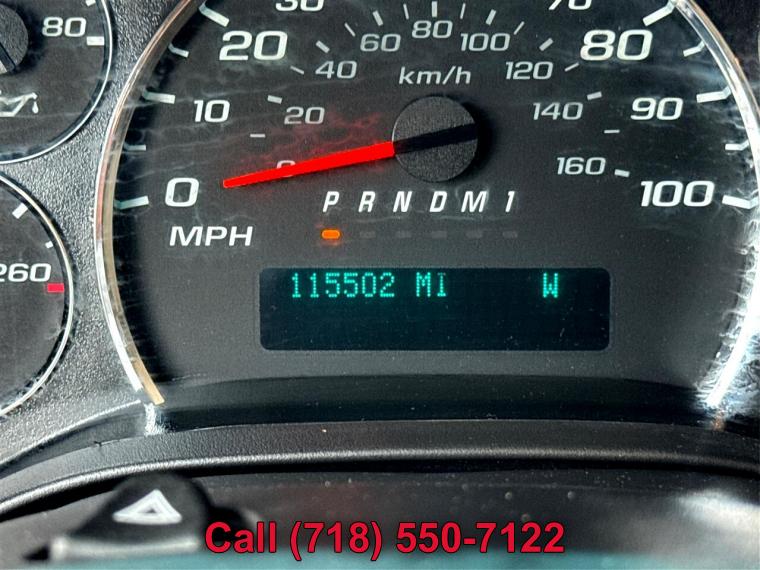 30 70
80 20 60 80 100 80
40 km/h 120
10 20 140 90
0 0 160 100
P R N D M 1
MPH
260
115502 MI W
Call (718) 550-7122